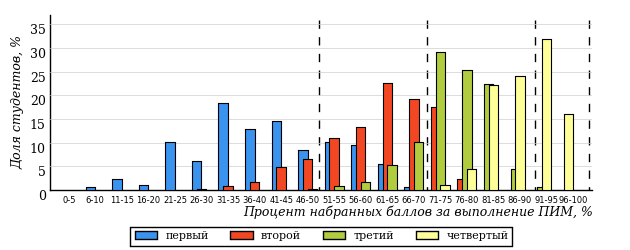 Доля студентов, %
35
30
25
20
15
10
5
0
0-5 6-10 11-15 16-20 21-25 26-30 31-35 36-40 41-45 46-50 51-55 56-60 61-65 66-70 71-75 76-80 81-85 86-90 91-95 96-100
Процент набранных баллов за выполнение ПИМ, %
первый второй третий четвертый